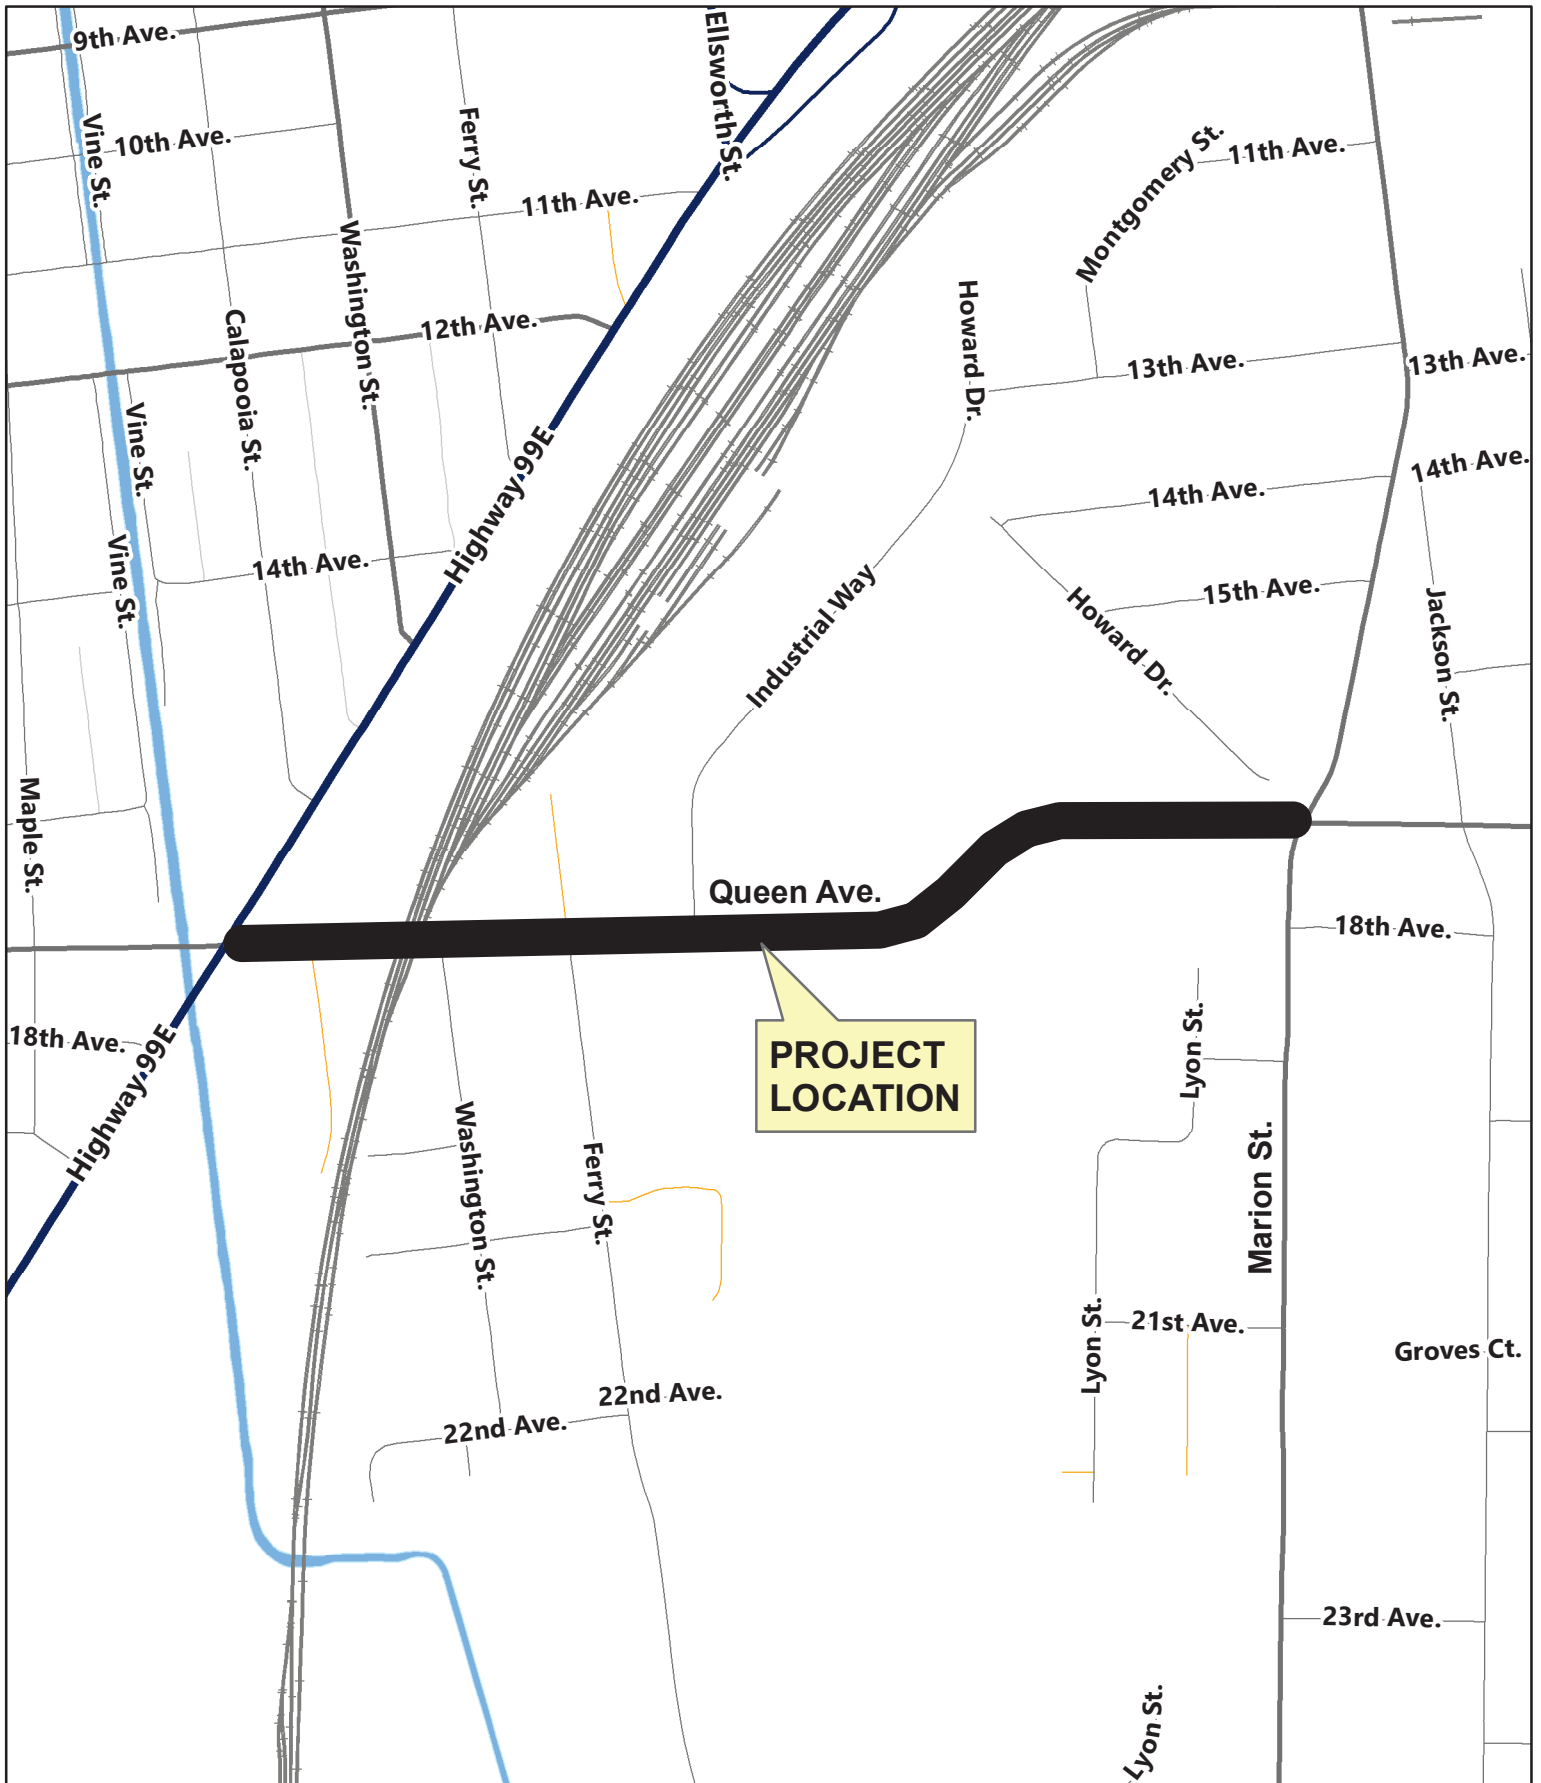 9th Ave.
Ellsworth St.
Vine St.
10th Ave.
Ferry St.
Montgomery St.
11th Ave.
11th Ave.
Washington St.
Howard Dr.
Calapooia St.
12th Ave.
13th Ave.
13th Ave.
Vine St.
Highway 99E
14th Ave.
14th Ave.
Vine St.
14th Ave.
Industrial Way
15th Ave.
Howard Dr.
Jackson St.
Maple St.
Queen Ave.
18th Ave.
18th Ave.
Highway 99E
PROJECT
LOCATION
Lyon St.
Washington St.
Ferry St.
Marion St.
Lyon St.
21st Ave.
Groves Ct.
22nd Ave.
22nd Ave.
23rd Ave.
Lyon St.